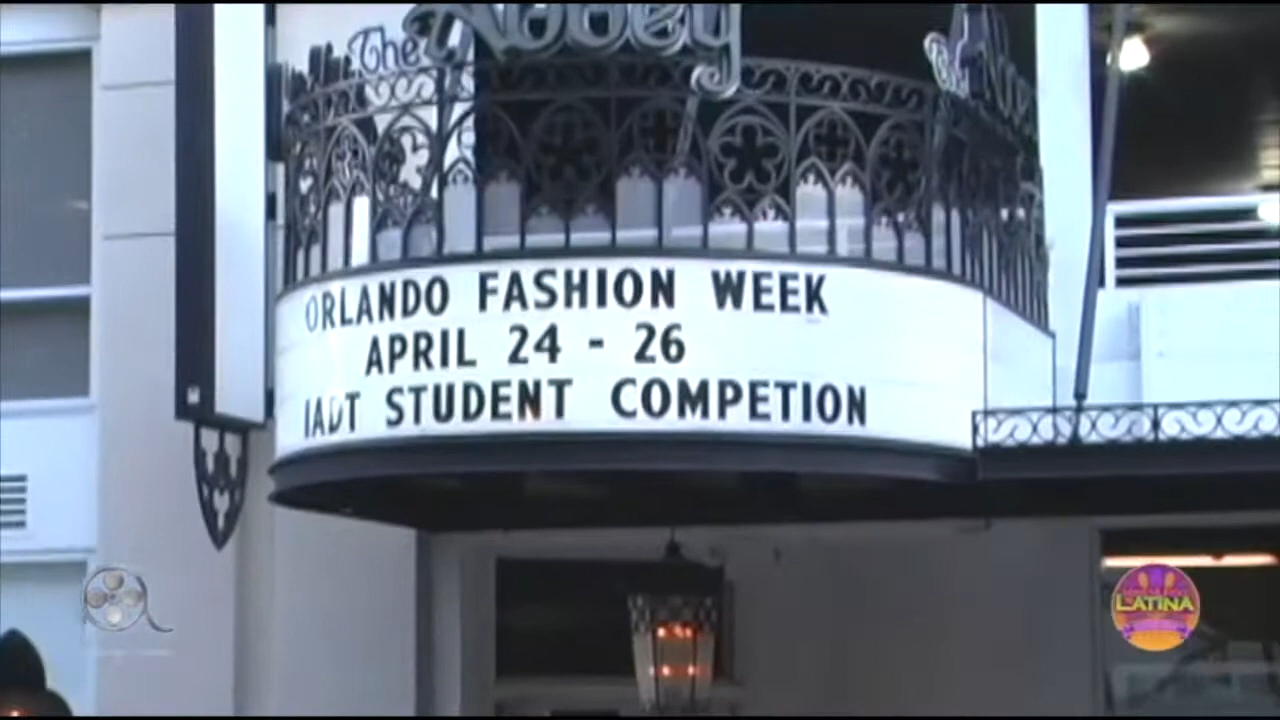 The Abbey
ORLANDO FASHION WEEK
APRIL 24 - 26
IADT STUDENT COMPETION
LATINA